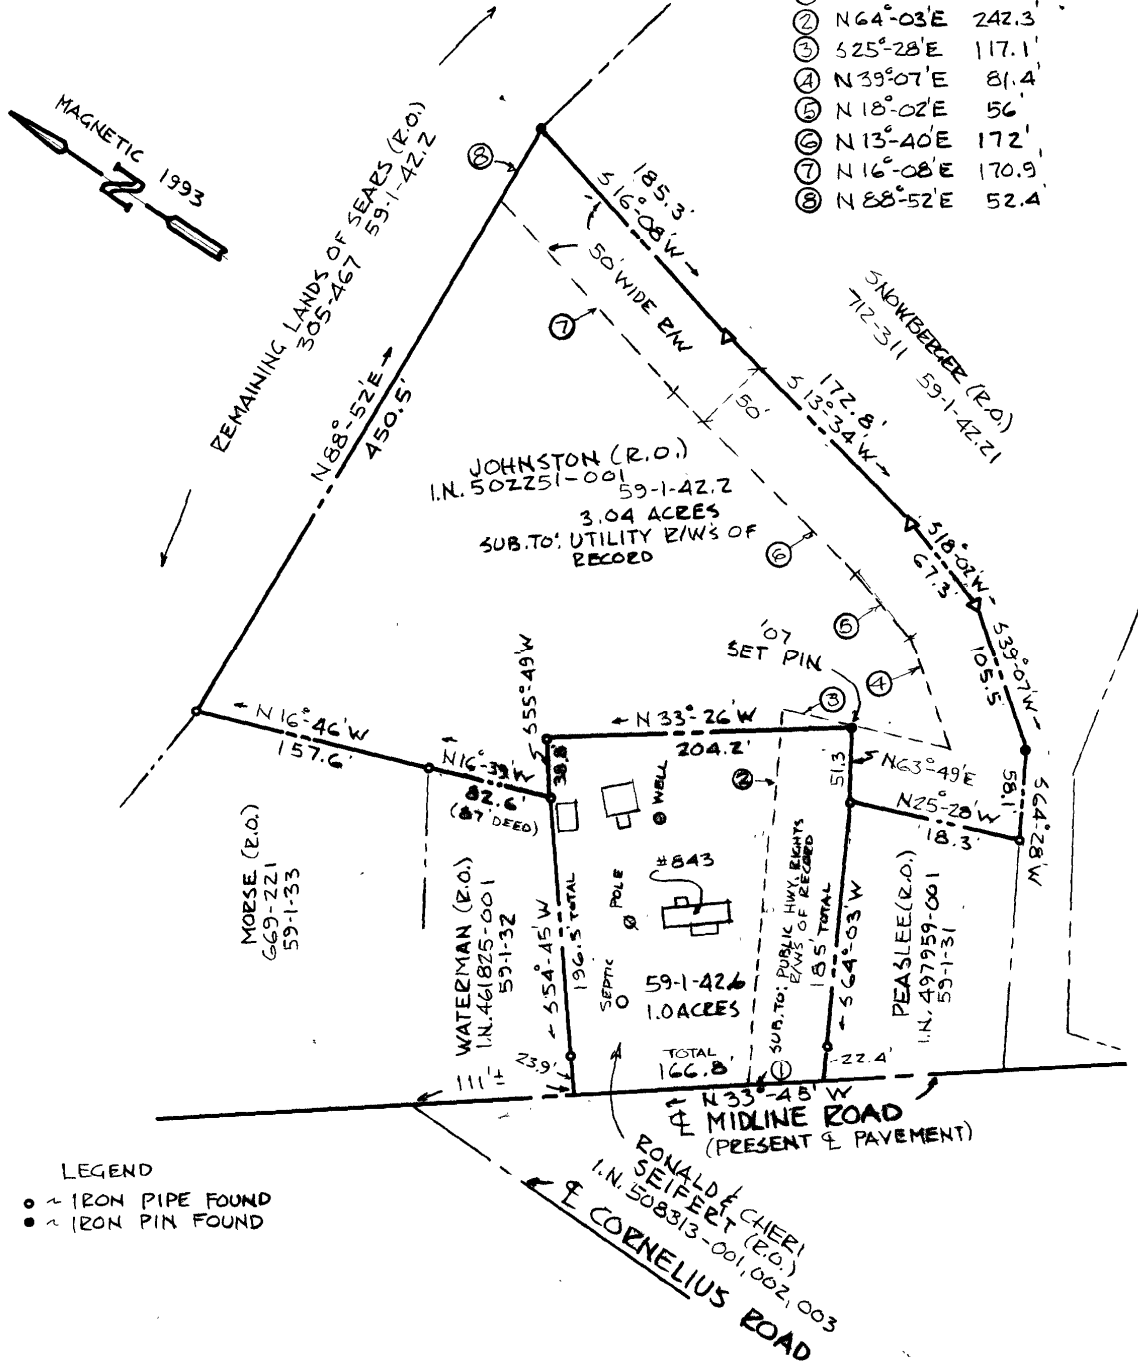 ② N64°-03'E 242.3'
③ S25°-28'E 117.1'
④ N39°-07'E 81.4'
⑤ N18°-02'E 56'
⑥ N13°-40'E 172'
⑦ N16°-08'E 170.9'
⑧ N88°-52'E 52.4'
MAGNETIC 1993
N
REMAINING LANDS OF SEARS (R.O.)
305-467 59-1-42.2
⑧
185.3'
S16°-08'W
50' WIDE R/W
⑦
SNOWBERGER (R.O.)
712-311 59-1-42.21
172.8'
S13°-34'W
50'
N88°-52'E
450.5'
JOHNSTON (R.O.)
I.N. 502251-001
59-1-42.2
3.04 ACRES
SUB. TO: UTILITY R/W'S OF
RECORD
⑥
S18°-02'W
67.3'
⑤
'07
SET PIN
④
S39°-07'W
105.5'
③
N16°-46'W
157.6'
N16°-39'W
82.6'
(87' DEED)
S55°-49'W
38.8'
N33°-26'W
204.2'
②
51.3'
N63°-49'E
N25°-28'W
18.3'
58.1'
S64°-28'W
WELL
#843
POLE
SEPTIC
MORSE (R.O.)
669-221
59-1-33
WATERMAN (R.O.)
I.N. 461825-001
59-1-32
S54°-45'W
196.5' TOTAL
59-1-42.6
1.0 ACRES
SUB. TO: PUBLIC HWY. RIGHTS
R/WS OF RECORD
185' TOTAL
S64°-03'W
PEASLEE (R.O.)
I.N. 497959-001
59-1-31
111'±
23.9'
TOTAL
166.8'
①
22.4'
N33°-45'W
℄ MIDLINE ROAD
(PRESENT ℄ PAVEMENT)
RONALD & CHERI
SEIFERT (R.O.)
I.N. 508313-001,002,003
℄ CORNELIUS ROAD
LEGEND
○ ~ IRON PIPE FOUND
● ~ IRON PIN FOUND